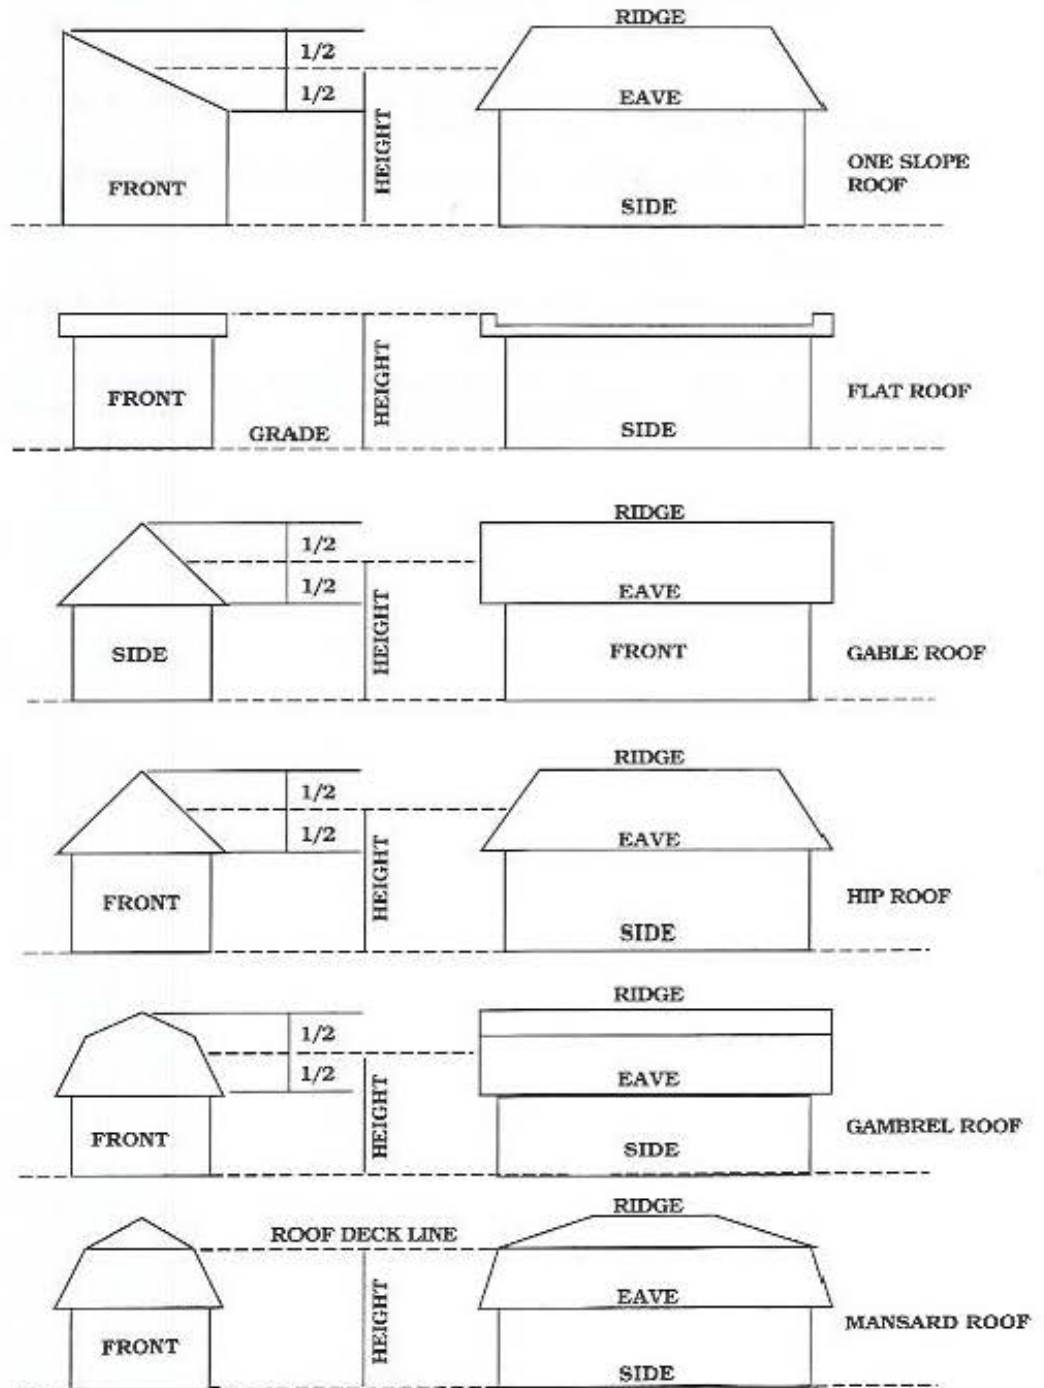 RIDGE
1/2
1/2
EAVE
HEIGHT
FRONT
SIDE
ONE SLOPE
ROOF
HEIGHT
FRONT
GRADE
SIDE
FLAT ROOF
RIDGE
1/2
1/2
EAVE
HEIGHT
SIDE
FRONT
GABLE ROOF
RIDGE
1/2
1/2
EAVE
HEIGHT
FRONT
SIDE
HIP ROOF
RIDGE
1/2
1/2
EAVE
HEIGHT
FRONT
SIDE
GAMBREL ROOF
RIDGE
ROOF DECK LINE
HEIGHT
EAVE
FRONT
SIDE
MANSARD ROOF